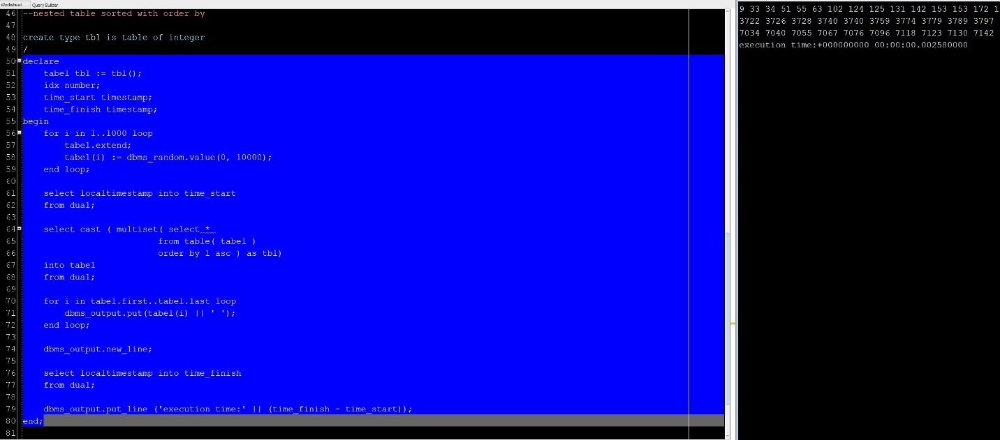 Worksheet Query Builder
46 --nested table sorted with order by
47
48 create type tbl is table of integer
49 /
50 declare
51 tabel tbl := tbl();
52 idx number;
53 time_start timestamp;
54 time_finish timestamp;
55 begin
56 for i in 1..1000 loop
57 tabel.extend;
58 tabel(i) := dbms_random.value(0, 10000);
59 end loop;
60
61 select localtimestamp into time_start
62 from dual;
63
64 select cast ( multiset( select *
65 from table( tabel )
66 order by 1 asc ) as tbl)
67 into tabel
68 from dual;
69
70 for i in tabel.first..tabel.last loop
71 dbms_output.put(tabel(i) || ' ');
72 end loop;
73
74 dbms_output.new_line;
75
76 select localtimestamp into time_finish
77 from dual;
78
79 dbms_output.put_line ('execution time:' || (time_finish - time_start));
80 end;
81
9 33 34 51 55 63 102 124 125 131 142 153 153 172 1
3722 3726 3728 3740 3740 3759 3774 3779 3789 3797
7034 7040 7055 7067 7076 7096 7118 7123 7130 7142
execution time:+000000000 00:00:00.002580000